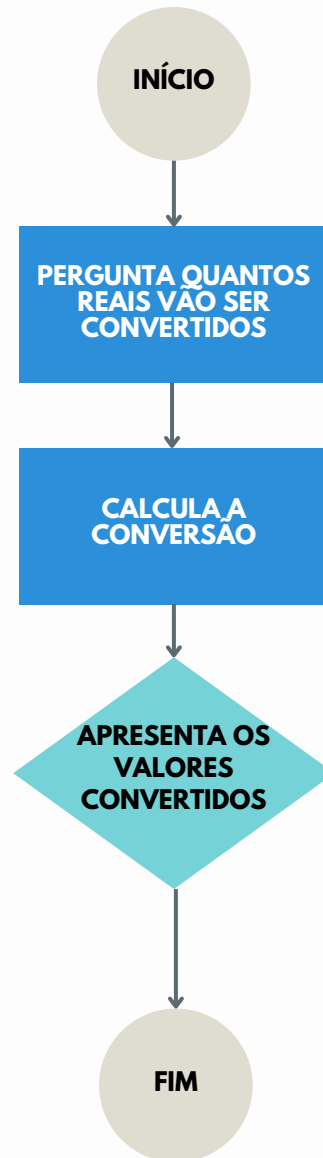 INÍCIO
PERGUNTA QUANTOS
REAIS VÃO SER
CONVERTIDOS
CALCULA A
CONVERSÃO
APRESENTA OS
VALORES
CONVERTIDOS
FIM